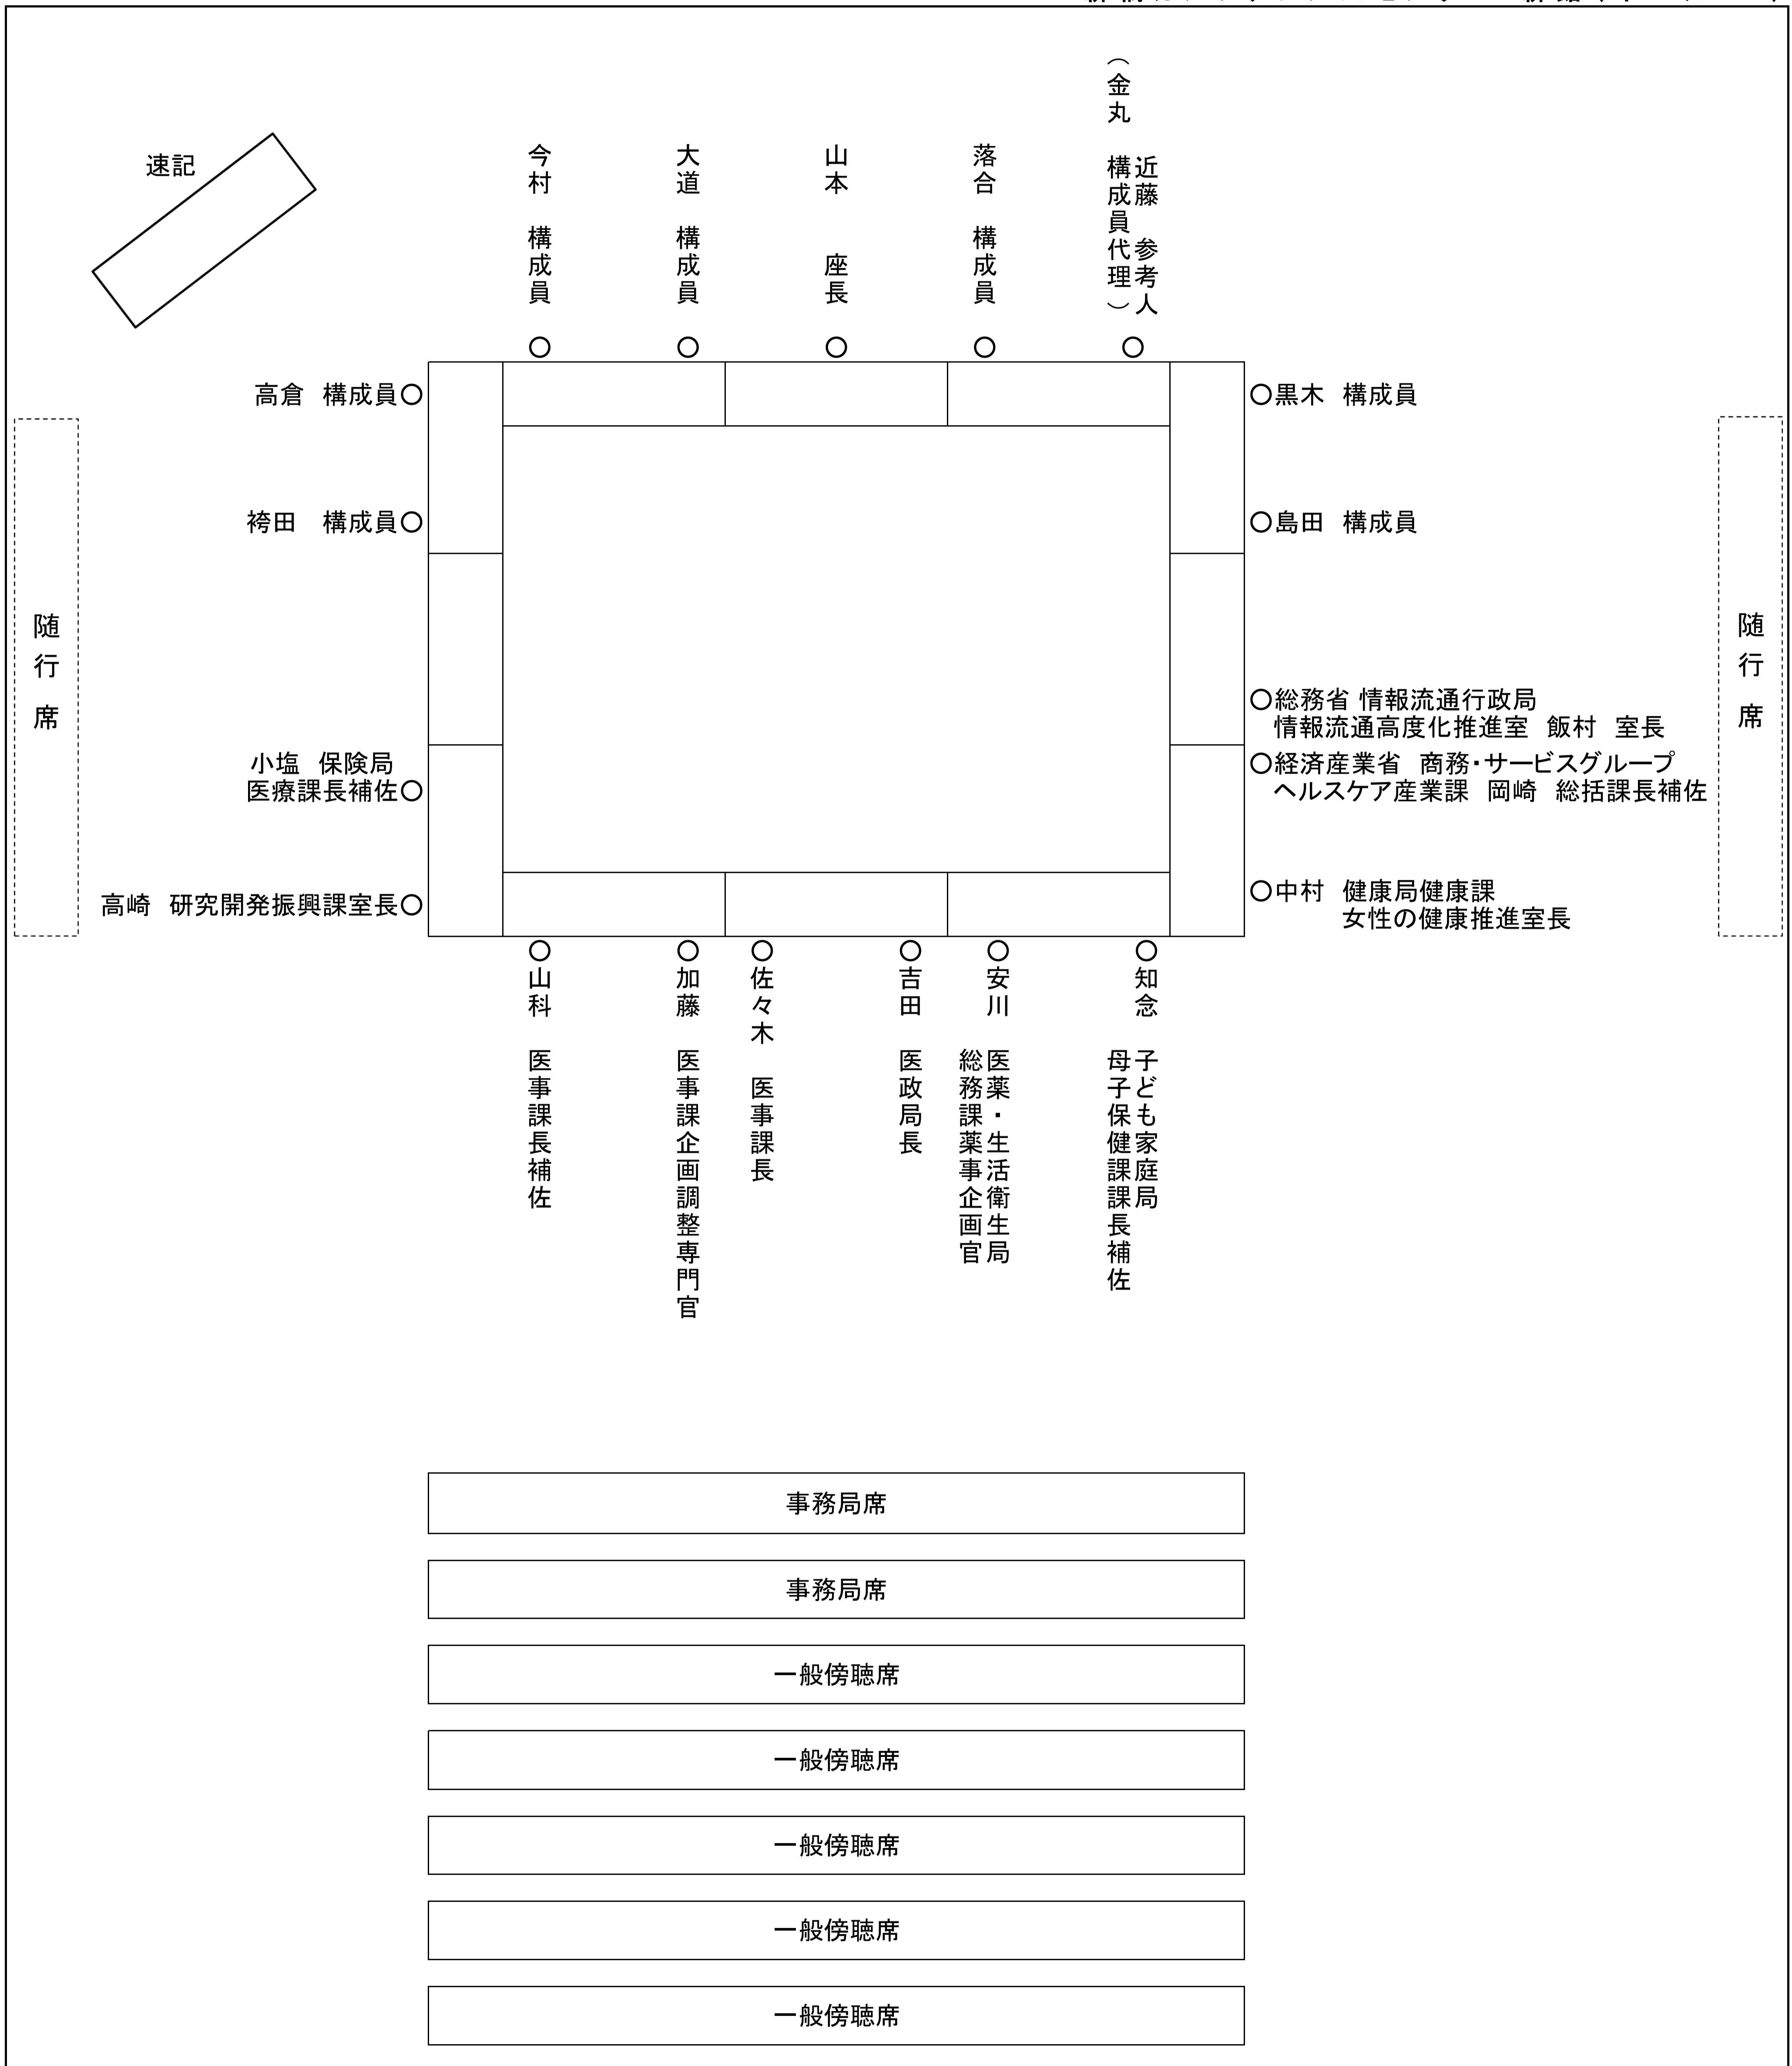 速記
今村　構成員
大道　構成員
山本　座長
落合　構成員
近藤　参考人
（金丸　構成員代理）
高倉　構成員
袴田　構成員
小塩　保険局
医療課長補佐
高崎　研究開発振興課室長
黒木　構成員
島田　構成員
総務省 情報流通行政局
情報流通高度化推進室　飯村　室長
経済産業省　商務・サービスグループ
ヘルスケア産業課　岡崎　総括課長補佐
中村　健康局健康課
女性の健康推進室長
随行席
随行席
山科　医事課長補佐
加藤　医事課企画調整専門官
佐々木　医事課長
吉田　医政局長
安川　医薬・生活衛生局
総務課薬事企画官
知念　子ども家庭局
母子保健課課長補佐
事務局席
事務局席
一般傍聴席
一般傍聴席
一般傍聴席
一般傍聴席
一般傍聴席